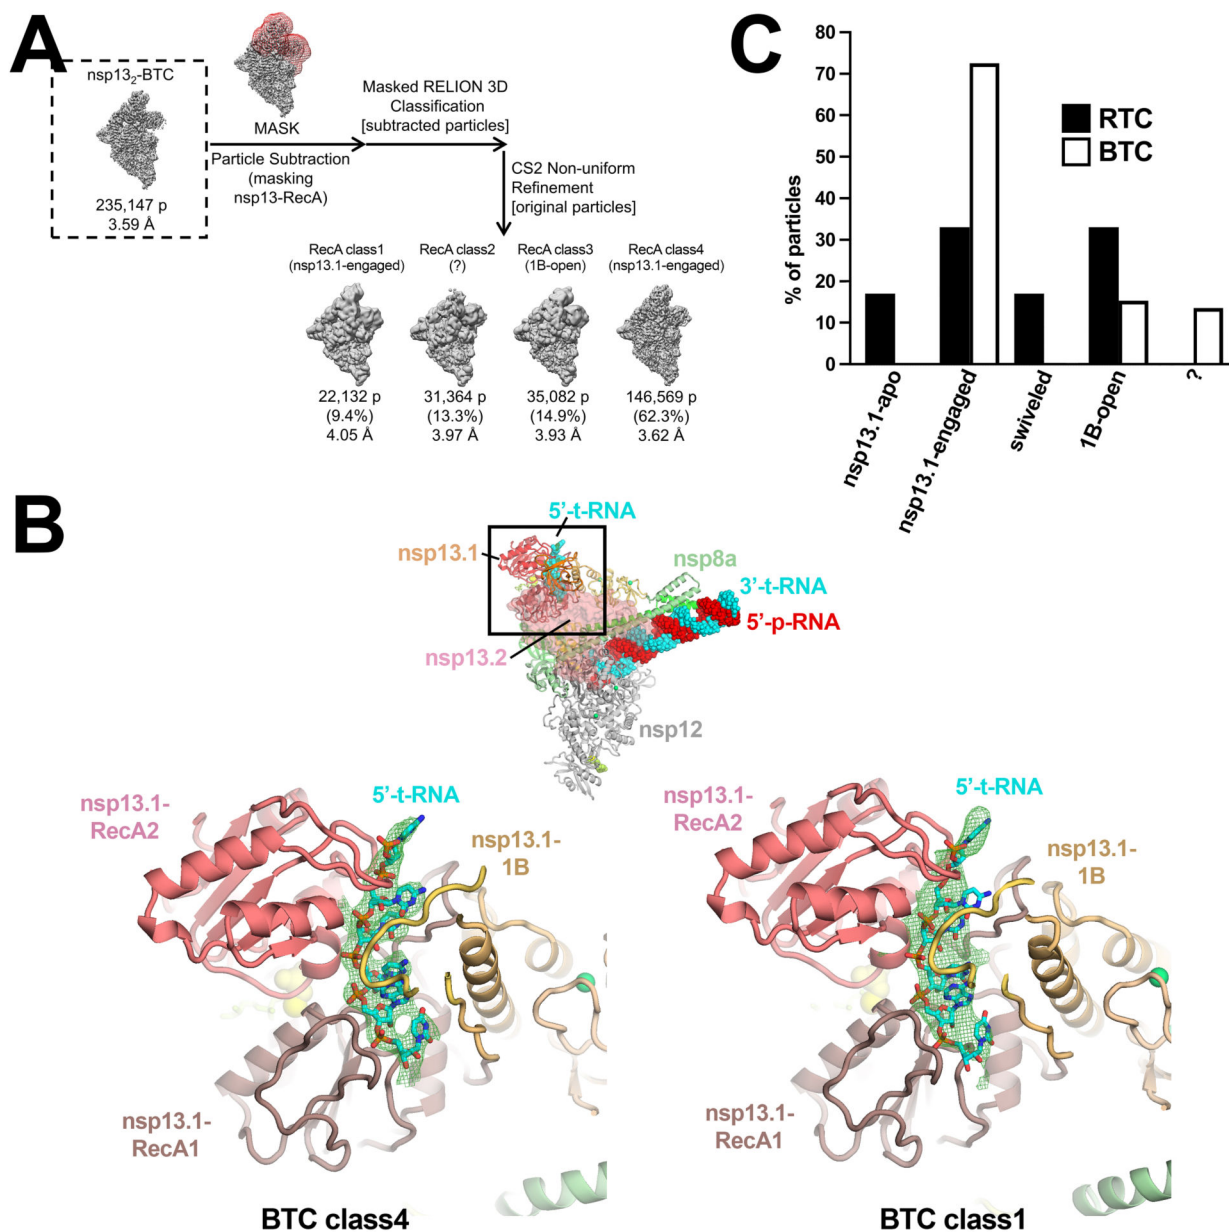 A
nsp13₂-BTC
235,147 p
3.59 Å
MASK
Particle Subtraction
(masking
nsp13-RecA)
Masked RELION 3D
Classification
[subtracted particles]
CS2 Non-uniform
Refinement
[original particles]
RecA class1
(nsp13.1-engaged)
RecA class2
(?)
RecA class3
(1B-open)
RecA class4
(nsp13.1-engaged)
22,132 p
(9.4%)
4.05 Å
31,364 p
(13.3%)
3.97 Å
35,082 p
(14.9%)
3.93 Å
146,569 p
(62.3%)
3.62 Å
C
% of particles
80
70
60
50
40
30
20
10
0
RTC
BTC
nsp13.1-apo
nsp13.1-engaged
swiveled
1B-open
?
B
5’-t-RNA
nsp13.1
nsp8a
3’-t-RNA
5’-p-RNA
nsp13.2
nsp12
nsp13.1-
RecA2
5’-t-RNA
nsp13.1-
1B
nsp13.1-
RecA1
BTC class4
nsp13.1-
RecA2
5’-t-RNA
nsp13.1-
1B
nsp13.1-
RecA1
BTC class1